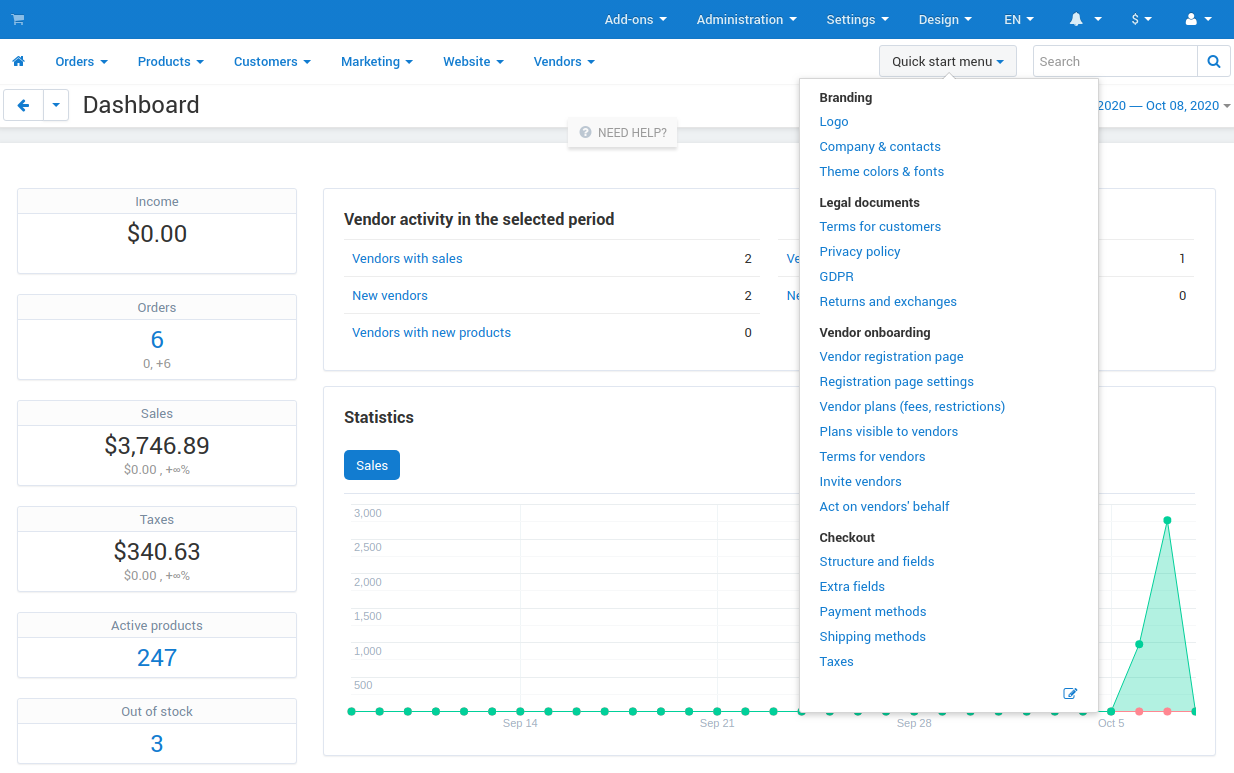 Add-ons Administration Settings Design EN $
Orders Products Customers Marketing Website Vendors Quick start menu Search
Dashboard
2020 — Oct 08, 2020
NEED HELP?
Branding
Logo
Company & contacts
Theme colors & fonts
Legal documents
Terms for customers
Privacy policy
GDPR
Returns and exchanges
Vendor onboarding
Vendor registration page
Registration page settings
Vendor plans (fees, restrictions)
Plans visible to vendors
Terms for vendors
Invite vendors
Act on vendors' behalf
Checkout
Structure and fields
Extra fields
Payment methods
Shipping methods
Taxes
Income
$0.00
Orders
6
0, +6
Sales
$3,746.89
$0.00 , +∞%
Taxes
$340.63
$0.00 , +∞%
Active products
247
Out of stock
3
Vendor activity in the selected period
Vendors with sales 2
New vendors 2
Vendors with new products 0
1
0
Statistics
Sales
3,000
2,500
2,000
1,500
1,000
500
Sep 14 Sep 21 Sep 28 Oct 5